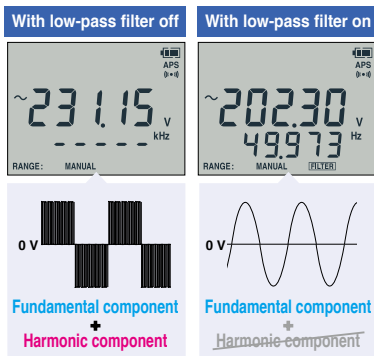 With low-pass filter off
APS
~231.15 V
----- kHz
RANGE: MANUAL
0 V
Fundamental component
+
Harmonic component
With low-pass filter on
APS
~202.30 V
49.973 Hz
RANGE: MANUAL FILTER
0 V
Fundamental component
+
Harmonic component